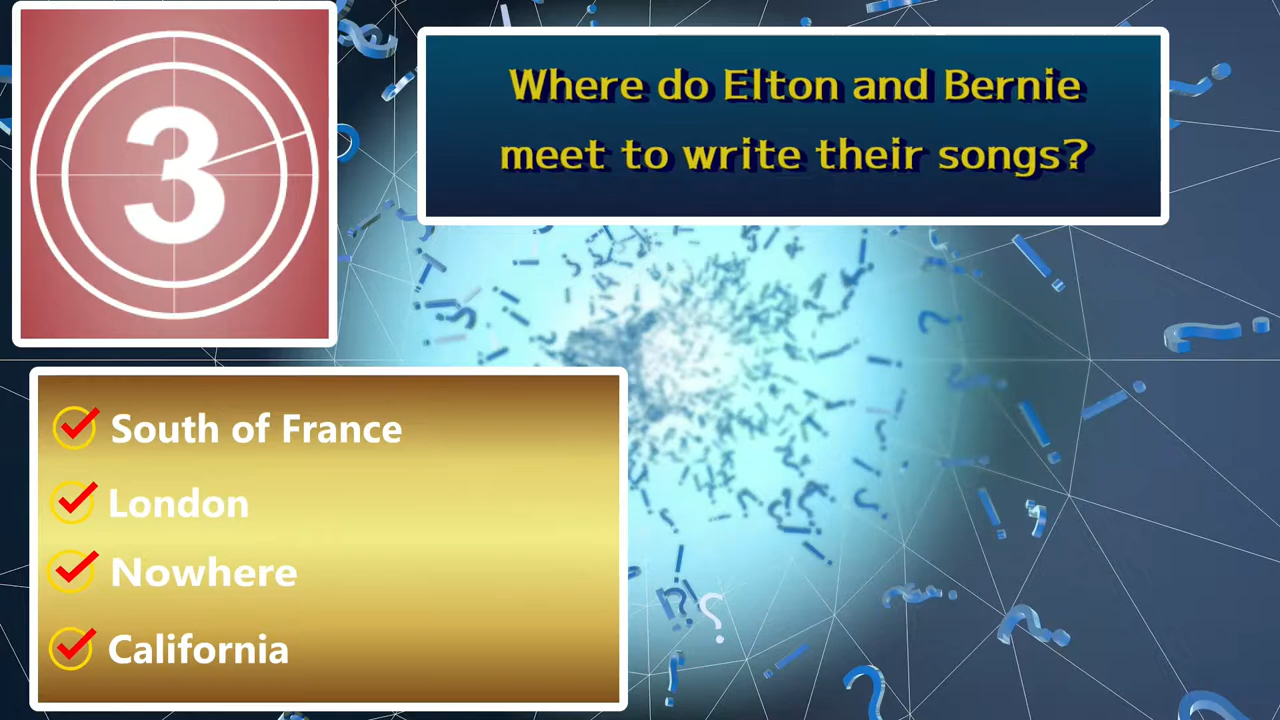 3
Where do Elton and Bernie
meet to write their songs?
South of France
London
Nowhere
California